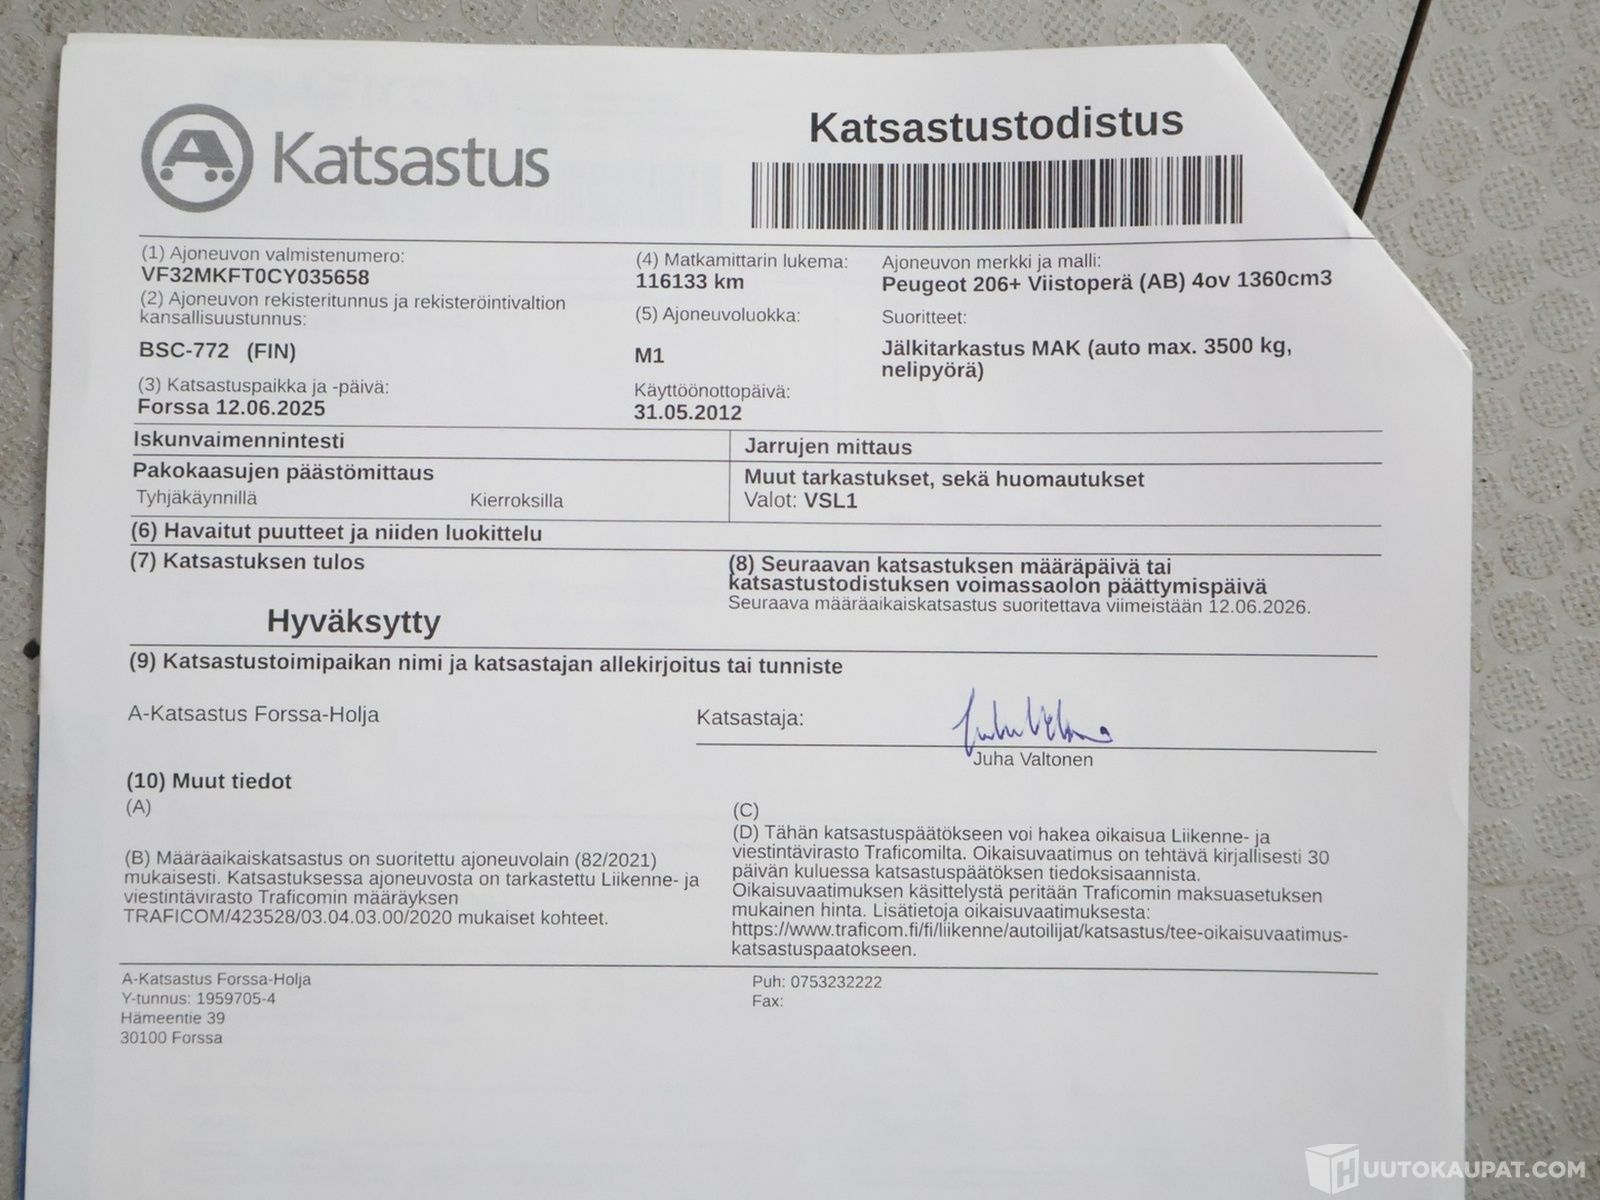 A Katsastus
Katsastustodistus
(1) Ajoneuvon valmistenumero:
VF32MKFT0CY035658
(2) Ajoneuvon rekisteritunnus ja rekisteröintivaltion
kansallisuustunnus:
BSC-772 (FIN)
(3) Katsastuspaikka ja -päivä:
Forssa 12.06.2025
(4) Matkamittarin lukema:
116133 km
(5) Ajoneuvoluokka:
M1
Käyttöönottopäivä:
31.05.2012
Ajoneuvon merkki ja malli:
Peugeot 206+ Viistoperä (AB) 4ov 1360cm3
Suoritteet:
Jälkitarkastus MAK (auto max. 3500 kg,
nelipyörä)
Iskunvaimennintesti
Jarrujen mittaus
Pakokaasujen päästömittaus
Tyhjäkäynnillä Kierroksilla
Muut tarkastukset, sekä huomautukset
Valot: VSL1
(6) Havaitut puutteet ja niiden luokittelu
(7) Katsastuksen tulos
Hyväksytty
(8) Seuraavan katsastuksen määräpäivä tai
katsastustodistuksen voimassaolon päättymispäivä
Seuraava määräaikaiskatsastus suoritettava viimeistään 12.06.2026.
(9) Katsastustoimipaikan nimi ja katsastajan allekirjoitus tai tunniste
A-Katsastus Forssa-Holja
Katsastaja:
Juha Valtonen
(10) Muut tiedot
(A)
(B) Määräaikaiskatsastus on suoritettu ajoneuvolain (82/2021)
mukaisesti. Katsastuksessa ajoneuvosta on tarkastettu Liikenne- ja
viestintävirasto Traficomin määräyksen
TRAFICOM/423528/03.04.03.00/2020 mukaiset kohteet.
(C)
(D) Tähän katsastuspäätökseen voi hakea oikaisua Liikenne- ja
viestintävirasto Traficomilta. Oikaisuvaatimus on tehtävä kirjallisesti 30
päivän kuluessa katsastuspäätöksen tiedoksisaannista.
Oikaisuvaatimuksen käsittelystä peritään Traficomin maksuasetuksen
mukainen hinta. Lisätietoja oikaisuvaatimuksesta:
https://www.traficom.fi/fi/liikenne/autoilijat/katsastus/tee-oikaisuvaatimus-
katsastuspaatokseen.
A-Katsastus Forssa-Holja
Y-tunnus: 1959705-4
Hämeentie 39
30100 Forssa
Puh: 0753232222
Fax:
HUUTOKAUPAT.COM